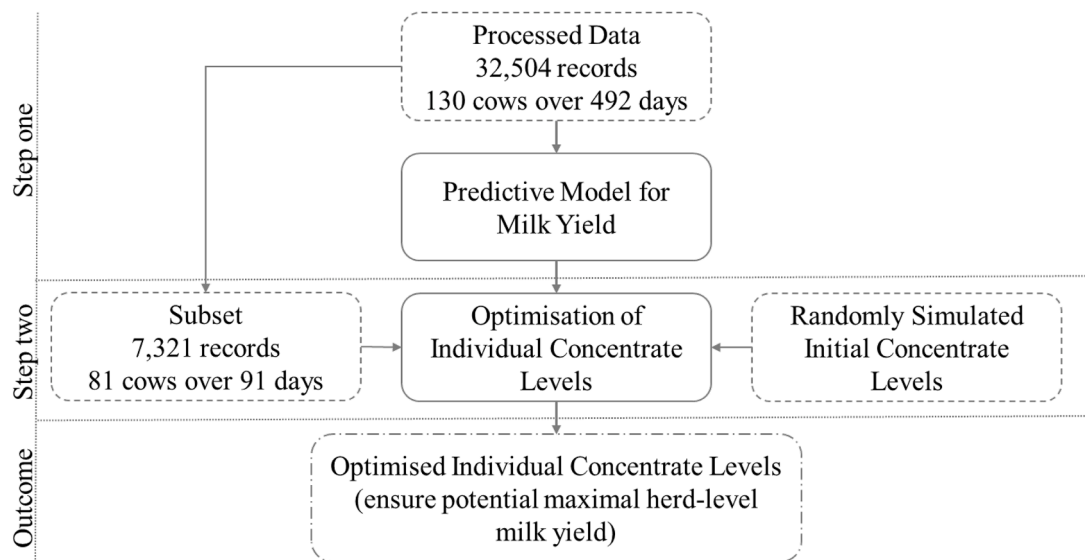 Step one
Processed Data
32,504 records
130 cows over 492 days
Predictive Model for
Milk Yield
Step two
Subset
7,321 records
81 cows over 91 days
Optimisation of
Individual Concentrate
Levels
Randomly Simulated
Initial Concentrate
Levels
Outcome
Optimised Individual Concentrate Levels
(ensure potential maximal herd-level
milk yield)